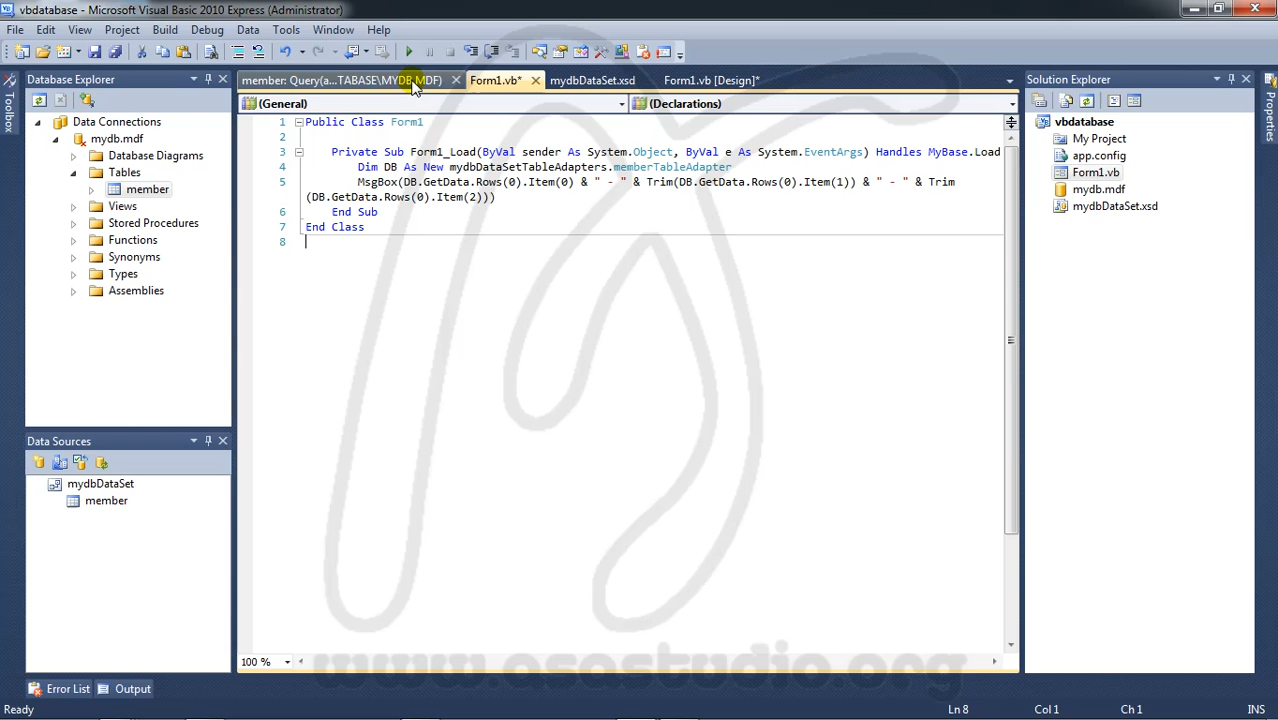 vbdatabase - Microsoft Visual Basic 2010 Express (Administrator)
File Edit View Project Build Debug Data Tools Window Help
Toolbox
Database Explorer
Data Connections
mydb.mdf
Database Diagrams
Tables
member
Views
Stored Procedures
Functions
Synonyms
Types
Assemblies
Data Sources
mydbDataSet
member
member: Query(a...TABASE\MYDB.MDF) Form1.vb* mydbDataSet.xsd Form1.vb [Design]*
(General) (Declarations)
1 Public Class Form1
2
3 Private Sub Form1_Load(ByVal sender As System.Object, ByVal e As System.EventArgs) Handles MyBase.Load
4 Dim DB As New mydbDataSetTableAdapters.memberTableAdapter
5 MsgBox(DB.GetData.Rows(0).Item(0) & " - " & Trim(DB.GetData.Rows(0).Item(1)) & " - " & Trim
(DB.GetData.Rows(0).Item(2)))
6 End Sub
7 End Class
8
100 %
www.asastudio.org
Solution Explorer
vbdatabase
My Project
app.config
Form1.vb
mydb.mdf
mydbDataSet.xsd
Properties
Error List Output
Ready Ln 8 Col 1 Ch 1 INS